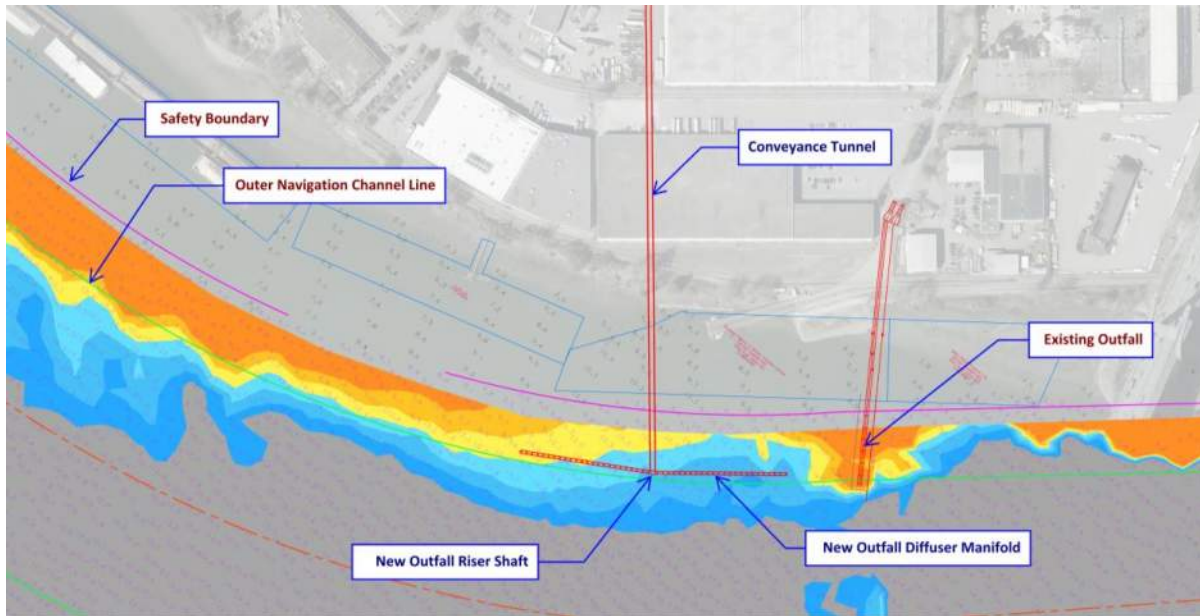 Safety Boundary
Conveyance Tunnel
Outer Navigation Channel Line
Existing Outfall
New Outfall Riser Shaft
New Outfall Diffuser Manifold